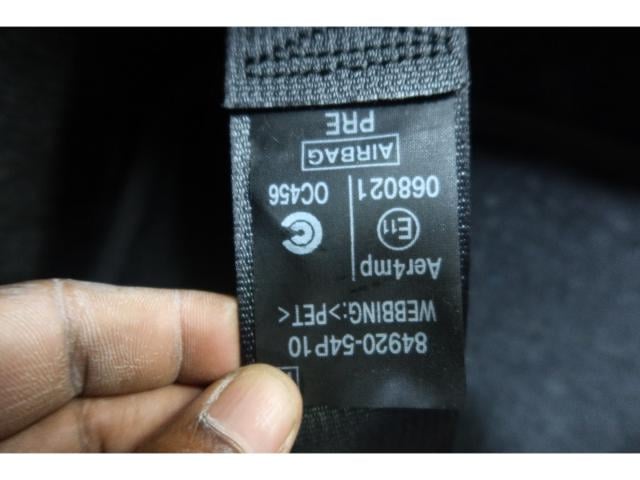 84920-54P10
WEBBING:>PET<
Aer4mp
E11
068021
OC456
AIRBAG
PRE